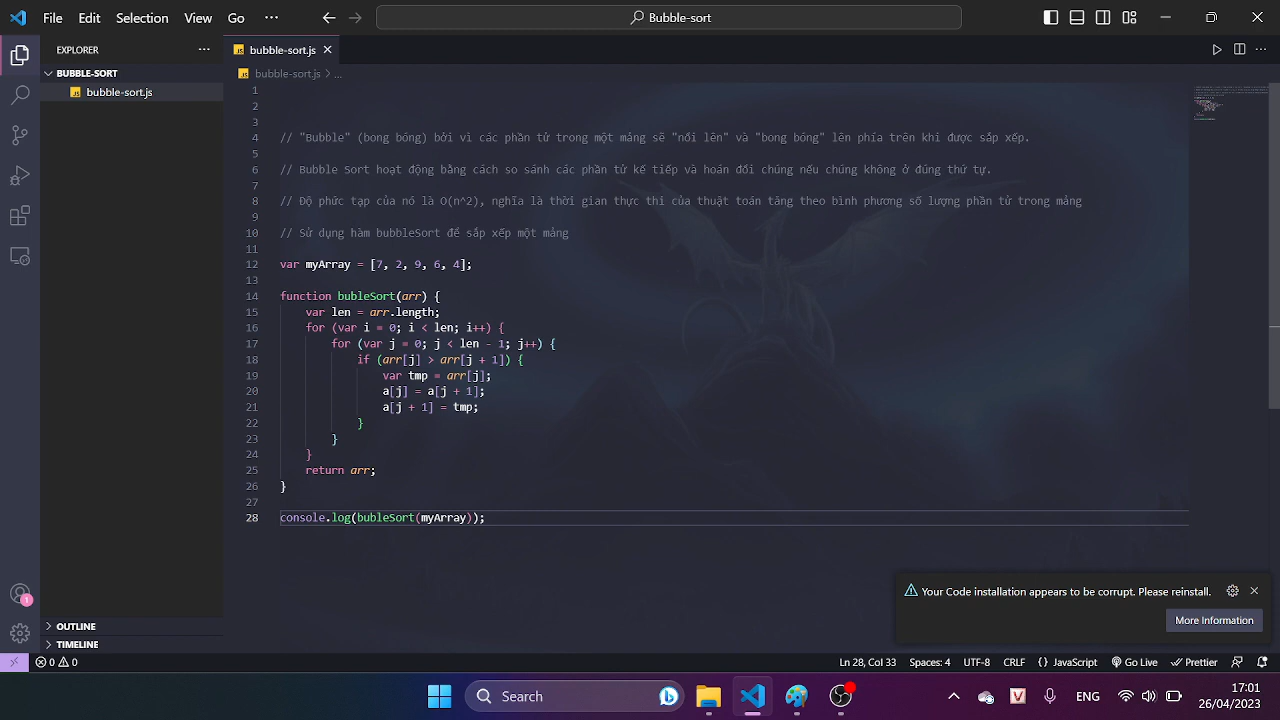 File Edit Selection View Go ··· Bubble-sort
EXPLORER ···
bubble-sort.js
BUBBLE-SORT
bubble-sort.js > ...
bubble-sort.js
1
2
3
4 // "Bubble" (bong bóng) bởi vì các phần tử trong một mảng sẽ "nổi lên" và "bong bóng" lên phía trên khi được sắp xếp.
5
6 // Bubble Sort hoạt động bằng cách so sánh các phần tử kế tiếp và hoán đổi chúng nếu chúng không ở đúng thứ tự.
7
8 // Độ phức tạp của nó là O(n^2), nghĩa là thời gian thực thi của thuật toán tăng theo bình phương số lượng phần tử trong mảng
9
10 // Sử dụng hàm bubbleSort để sắp xếp một mảng
11
12 var myArray = [7, 2, 9, 6, 4];
13
14 function bubleSort(arr) {
15 var len = arr.length;
16 for (var i = 0; i < len; i++) {
17 for (var j = 0; j < len - 1; j++) {
18 if (arr[j] > arr[j + 1]) {
19 var tmp = arr[j];
20 a[j] = a[j + 1];
21 a[j + 1] = tmp;
22 }
23 }
24 }
25 return arr;
26 }
27
28 console.log(bubleSort(myArray));
Your Code installation appears to be corrupt. Please reinstall.
More Information
1
OUTLINE
TIMELINE
0 0 Ln 28, Col 33 Spaces: 4 UTF-8 CRLF {} JavaScript Go Live Prettier
Search
V
ENG
17:01
26/04/2023